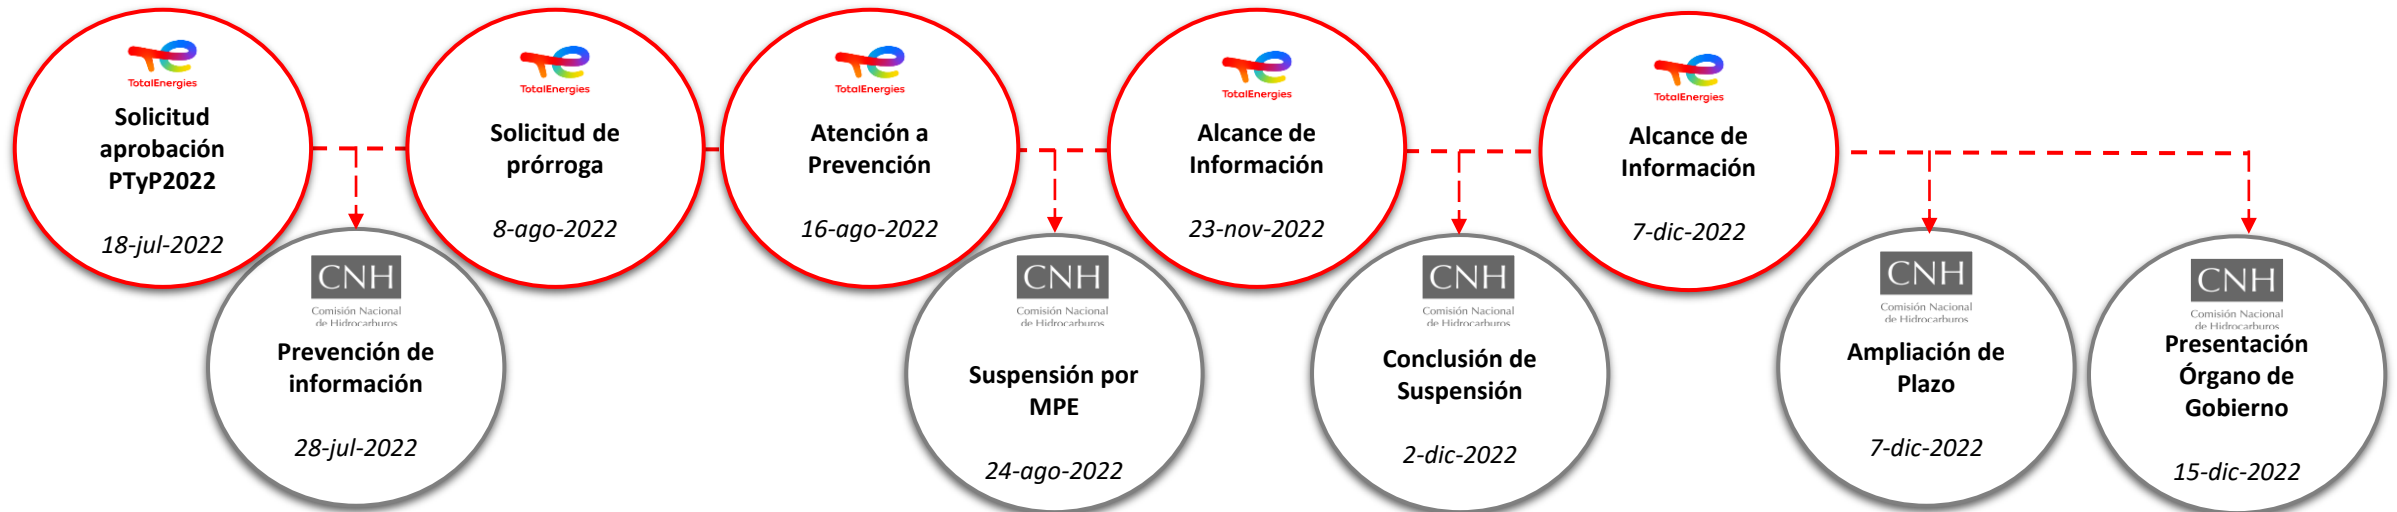 TotalEnergies
Solicitud
aprobación
PTyP2022
18-jul-2022
CNH
Comisión Nacional
de Hidrocarburos
Prevención de
información
28-jul-2022
TotalEnergies
Solicitud de
prórroga
8-ago-2022
TotalEnergies
Atención a
Prevención
16-ago-2022
CNH
Comisión Nacional
de Hidrocarburos
Suspensión por
MPE
24-ago-2022
TotalEnergies
Alcance de
Información
23-nov-2022
CNH
Comisión Nacional
de Hidrocarburos
Conclusión de
Suspensión
2-dic-2022
TotalEnergies
Alcance de
Información
7-dic-2022
CNH
Comisión Nacional
de Hidrocarburos
Ampliación de
Plazo
7-dic-2022
CNH
Comisión Nacional
de Hidrocarburos
Presentación
Órgano de
Gobierno
15-dic-2022